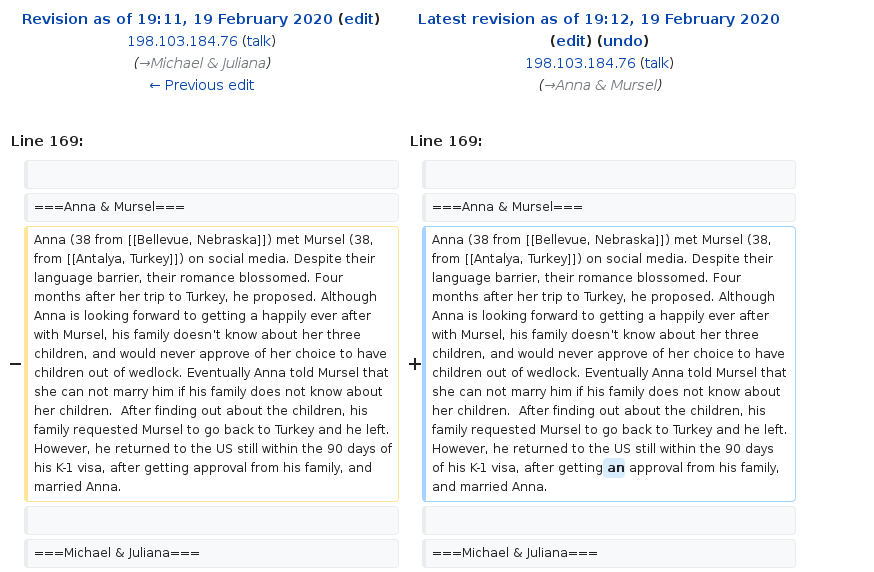 Revision as of 19:11, 19 February 2020 (edit)
198.103.184.76 (talk)
(→Michael & Juliana)
← Previous edit
Latest revision as of 19:12, 19 February 2020
(edit) (undo)
198.103.184.76 (talk)
(→Anna & Mursel)
Line 169:
Line 169:
===Anna & Mursel===
===Anna & Mursel===
−
Anna (38 from [[Bellevue, Nebraska]]) met Mursel (38,
from [[Antalya, Turkey]]) on social media. Despite their
language barrier, their romance blossomed. Four
months after her trip to Turkey, he proposed. Although
Anna is looking forward to getting a happily ever after
with Mursel, his family doesn't know about her three
children, and would never approve of her choice to have
children out of wedlock. Eventually Anna told Mursel that
she can not marry him if his family does not know about
her children.  After finding out about the children, his
family requested Mursel to go back to Turkey and he left.
However, he returned to the US still within the 90 days of
his K-1 visa, after getting approval from his family, and
married Anna.
+
Anna (38 from [[Bellevue, Nebraska]]) met Mursel (38,
from [[Antalya, Turkey]]) on social media. Despite their
language barrier, their romance blossomed. Four
months after her trip to Turkey, he proposed. Although
Anna is looking forward to getting a happily ever after
with Mursel, his family doesn't know about her three
children, and would never approve of her choice to have
children out of wedlock. Eventually Anna told Mursel that
she can not marry him if his family does not know about
her children.  After finding out about the children, his
family requested Mursel to go back to Turkey and he left.
However, he returned to the US still within the 90 days
of his K-1 visa, after getting an approval from his family,
and married Anna.
===Michael & Juliana===
===Michael & Juliana===